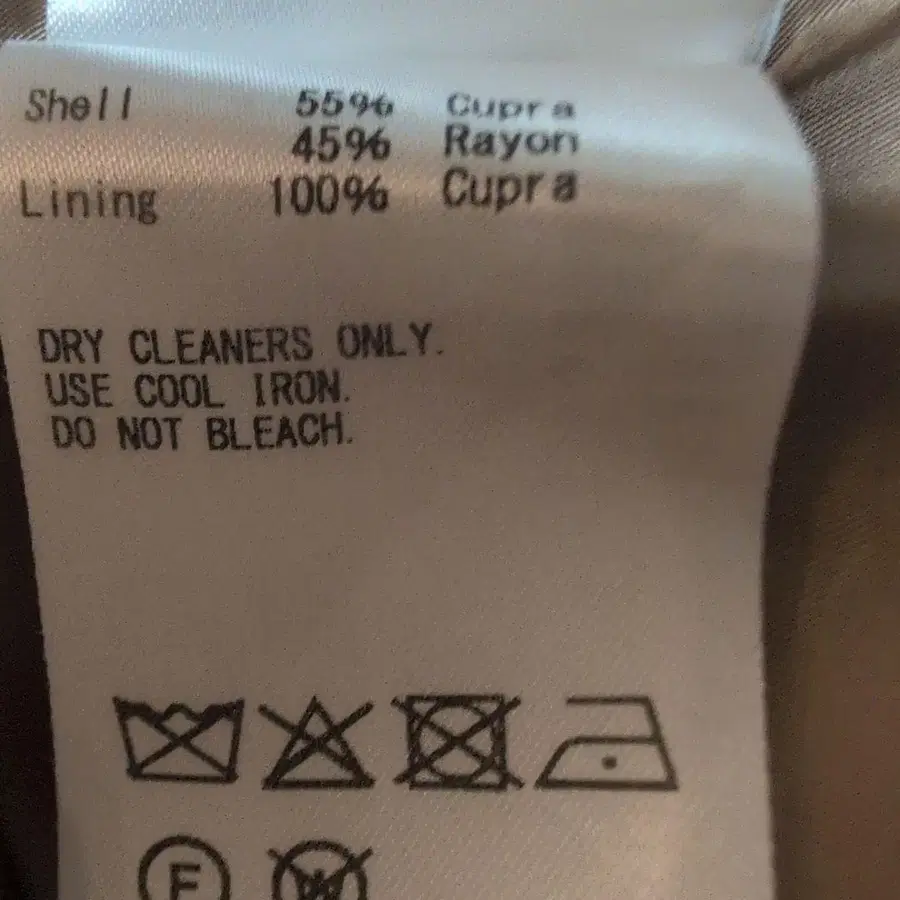 Shell 55% Cupra
45% Rayon
Lining 100% Cupra
DRY CLEANERS ONLY.
USE COOL IRON.
DO NOT BLEACH.
F W